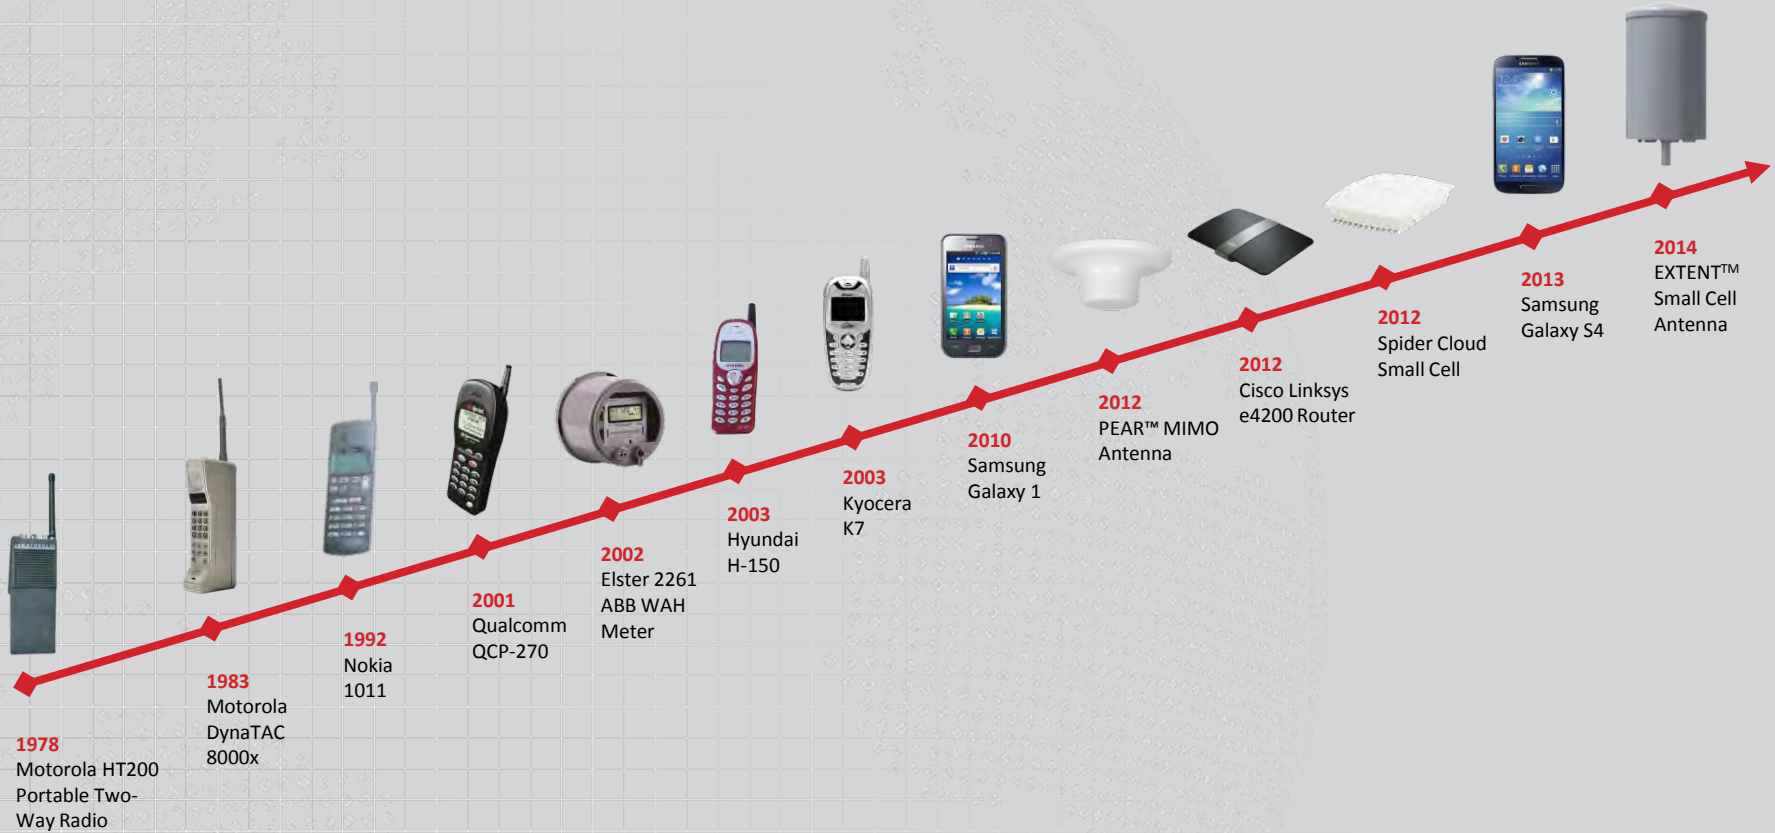 1978
Motorola HT200
Portable Two-
Way Radio
1983
Motorola
DynaTAC
8000x
1992
Nokia
1011
2001
Qualcomm
QCP-270
2002
Elster 2261
ABB WAH
Meter
2003
Hyundai
H-150
2003
Kyocera
K7
2010
Samsung
Galaxy 1
2012
PEAR™ MIMO
Antenna
2012
Cisco Linksys
e4200 Router
2012
Spider Cloud
Small Cell
2013
Samsung
Galaxy S4
2014
EXTENT™
Small Cell
Antenna